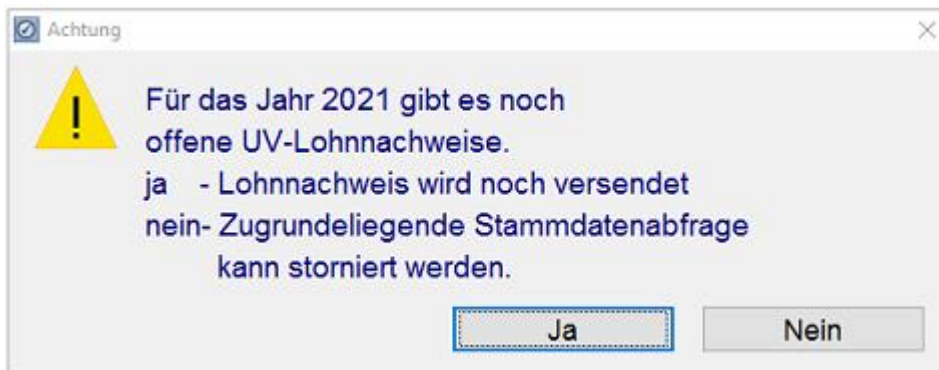 Achtung
Für das Jahr 2021 gibt es noch
offene UV-Lohnnachweise.
ja - Lohnnachweis wird noch versendet
nein- Zugrundeliegende Stammdatenabfrage
kann storniert werden.
Ja Nein